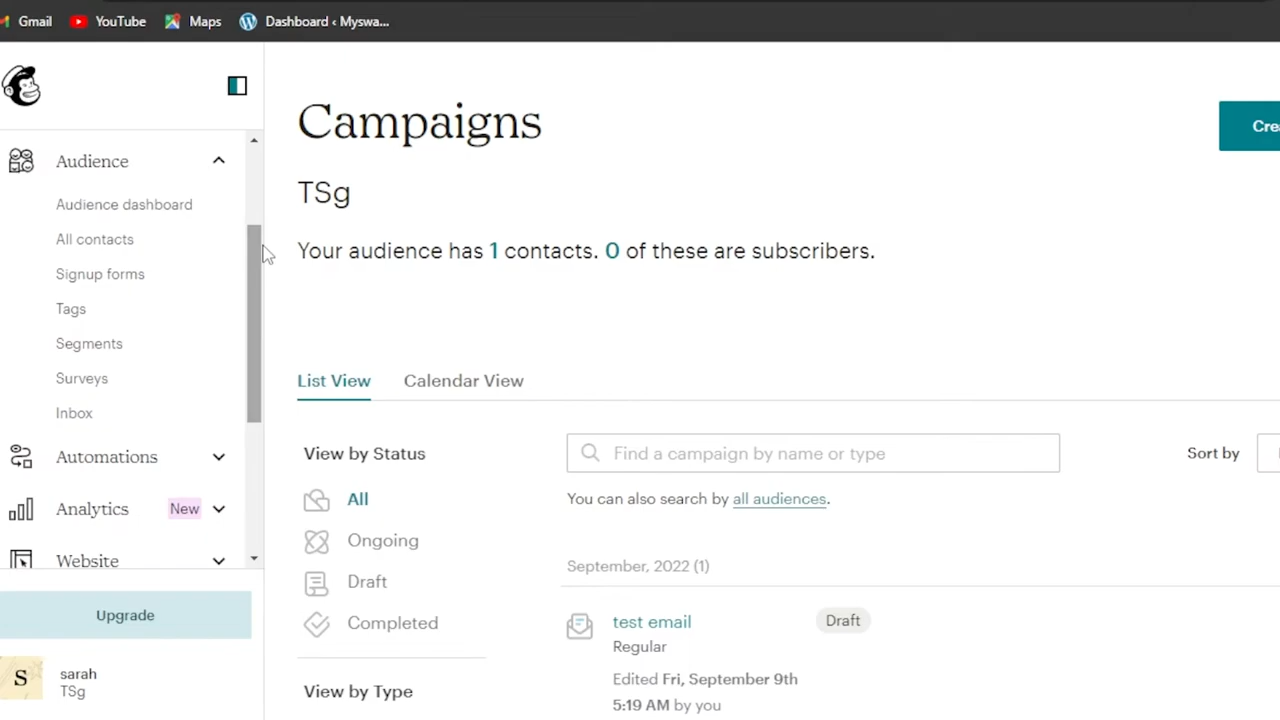 Gmail
YouTube
Maps
Dashboard ‹ Myswa...
Audience
Audience dashboard
All contacts
Signup forms
Tags
Segments
Surveys
Inbox
Automations
Analytics New
Website
Upgrade
S
sarah
TSg
Campaigns
Cre
TSg
Your audience has 1 contacts. 0 of these are subscribers.
List View
Calendar View
View by Status
All
Ongoing
Draft
Completed
View by Type
Find a campaign by name or type
Sort by
You can also search by all audiences.
September, 2022 (1)
test email
Draft
Regular
Edited Fri, September 9th
5:19 AM by you